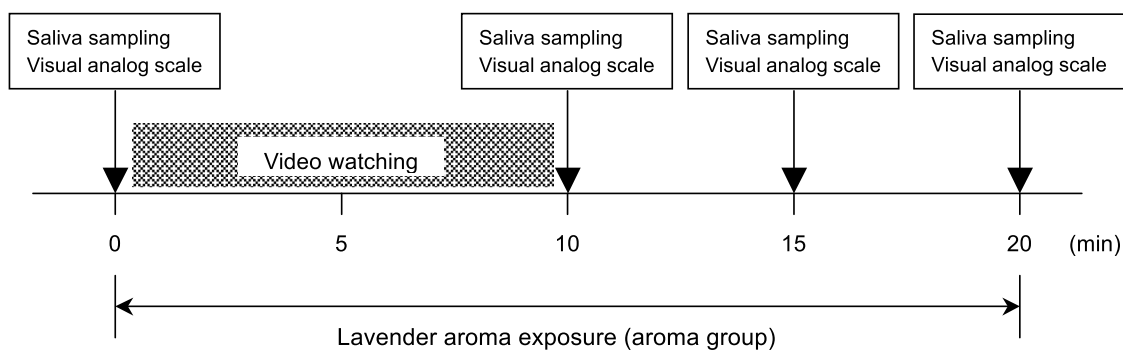 Saliva sampling
Visual analog scale
Saliva sampling
Visual analog scale
Saliva sampling
Visual analog scale
Saliva sampling
Visual analog scale
Video watching
0 5 10 15 20 (min)
Lavender aroma exposure (aroma group)